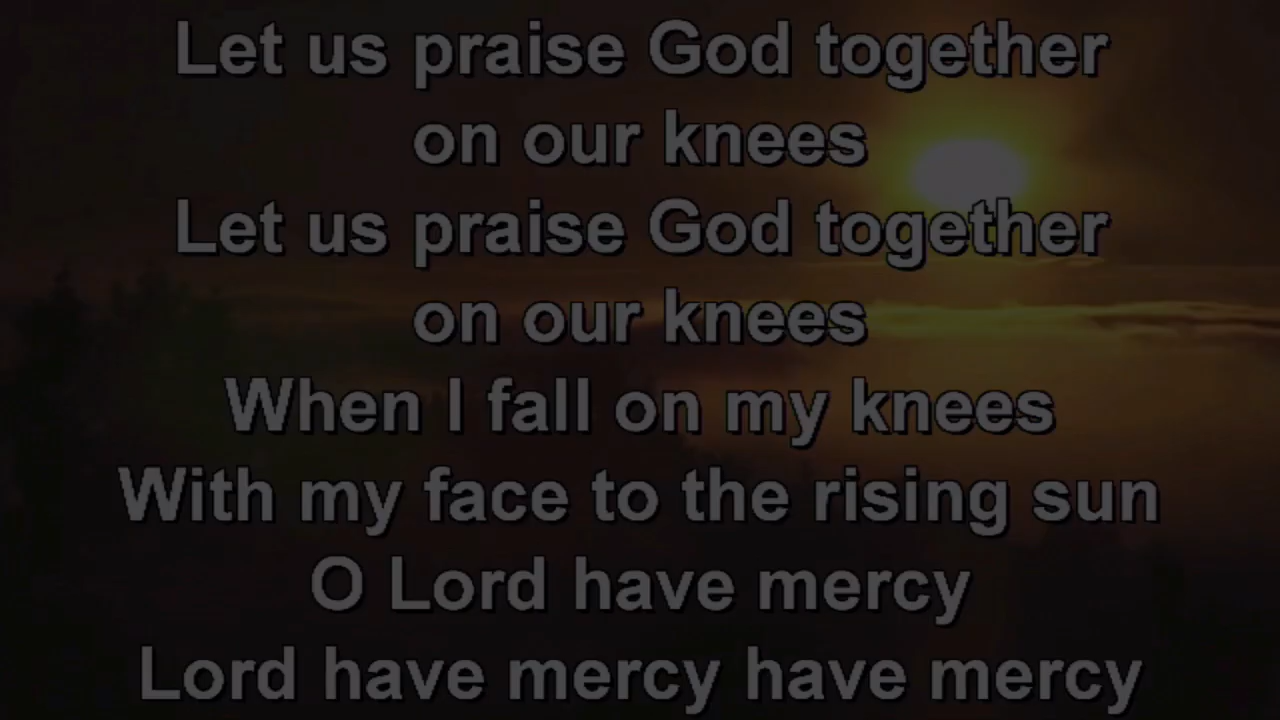 Let us praise God together
on our knees
Let us praise God together
on our knees
When I fall on my knees
With my face to the rising sun
O Lord have mercy
Lord have mercy have mercy